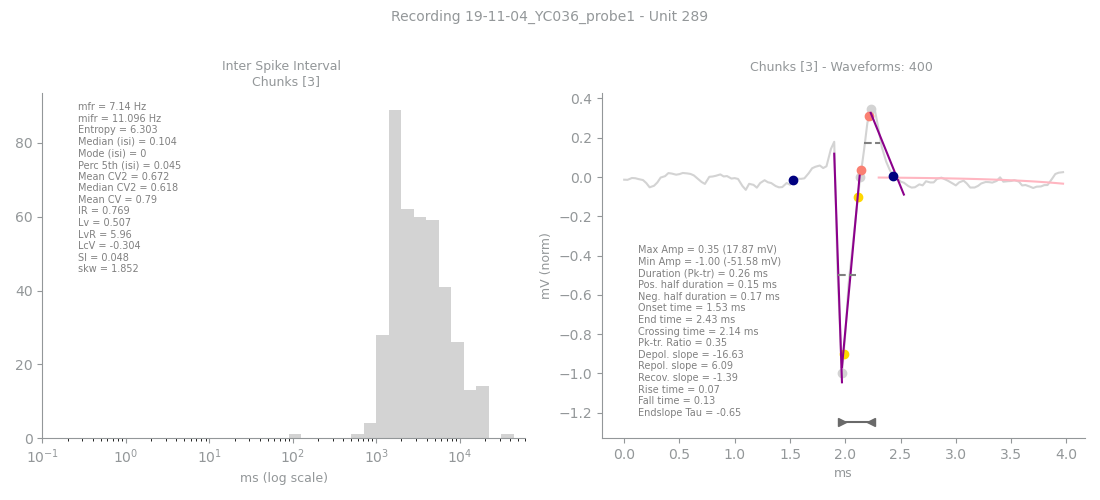 Recording 19-11-04_YC036_probe1 - Unit 289
Inter Spike Interval
Chunks [3]
mfr = 7.14 Hz
mifr = 11.096 Hz
Entropy = 6.303
Median (isi) = 0.104
Mode (isi) = 0
Perc 5th (isi) = 0.045
Mean CV2 = 0.672
Median CV2 = 0.618
Mean CV = 0.79
IR = 0.769
Lv = 0.507
LvR = 5.96
LcV = -0.304
SI = 0.048
skw = 1.852
80
60
40
20
0
10⁻¹ 10⁰ 10¹ 10² 10³ 10⁴
ms (log scale)
Chunks [3] - Waveforms: 400
0.4
0.2
0.0
−0.2
−0.4
−0.6
−0.8
−1.0
−1.2
mV (norm)
Max Amp = 0.35 (17.87 mV)
Min Amp = -1.00 (-51.58 mV)
Duration (Pk-tr) = 0.26 ms
Pos. half duration = 0.15 ms
Neg. half duration = 0.17 ms
Onset time = 1.53 ms
End time = 2.43 ms
Crossing time = 2.14 ms
Pk-tr. Ratio = 0.35
Depol. slope = -16.63
Repol. slope = 6.09
Recov. slope = -1.39
Rise time = 0.07
Fall time = 0.13
Endslope Tau = -0.65
0.0 0.5 1.0 1.5 2.0 2.5 3.0 3.5 4.0
ms